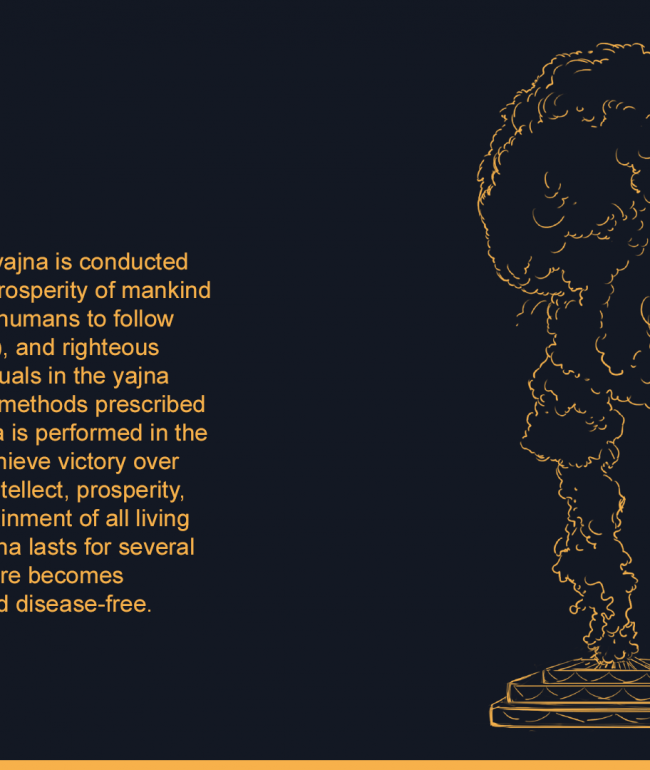 yajna is conducted
rosperity of mankind
humans to follow
), and righteous
uals in the yajna
methods prescribed
a is performed in the
hieve victory over
tellect, prosperity,
inment of all living
na lasts for several
re becomes
d disease-free.